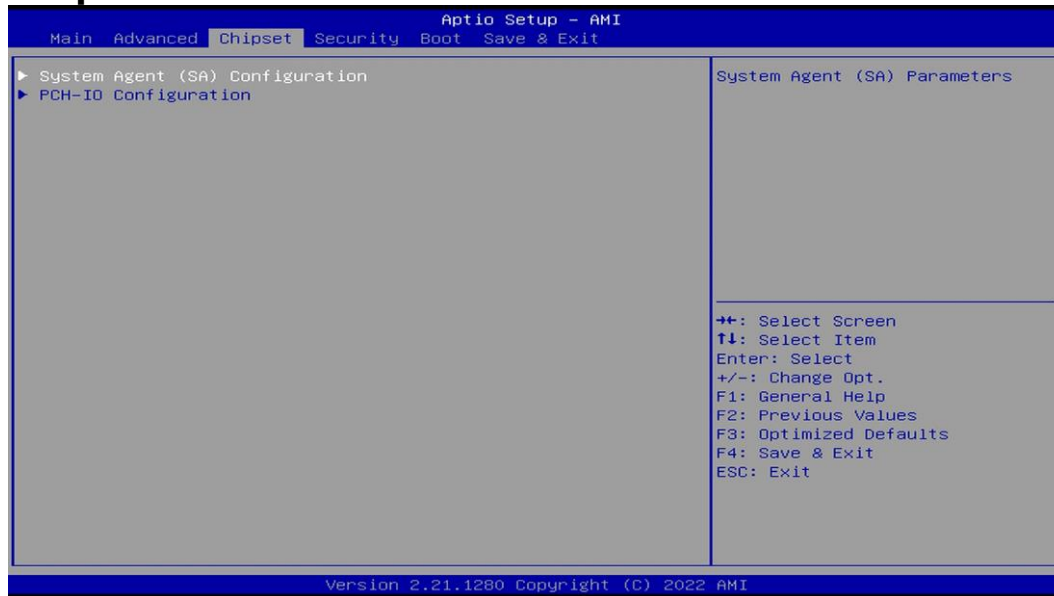 Aptio Setup – AMI
Main Advanced Chipset Security Boot Save & Exit
▶ System Agent (SA) Configuration
▶ PCH-IO Configuration
System Agent (SA) Parameters
→←: Select Screen
↑↓: Select Item
Enter: Select
+/-: Change Opt.
F1: General Help
F2: Previous Values
F3: Optimized Defaults
F4: Save & Exit
ESC: Exit
Version 2.21.1280 Copyright (C) 2022 AMI